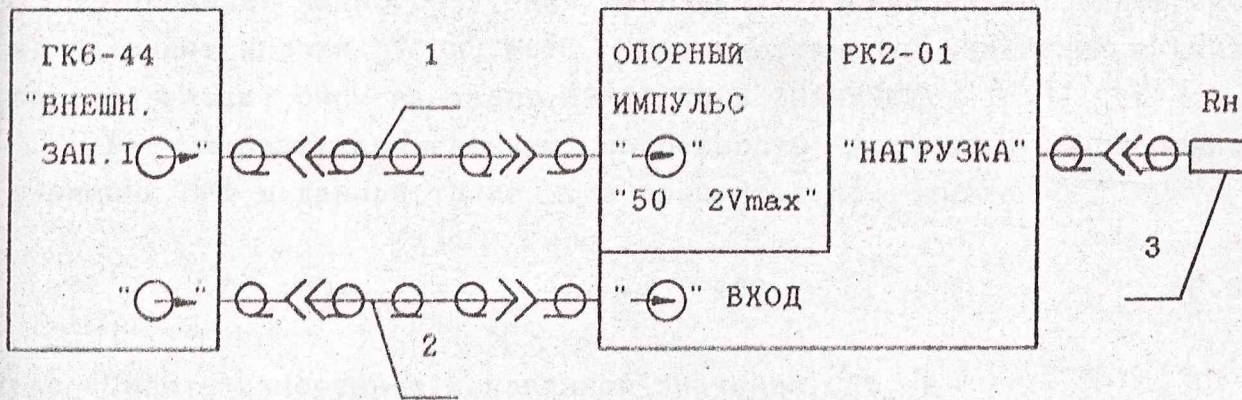 ГК6-44
1
ОПОРНЫЙ
РК2-01
"ВНЕШН.
ИМПУЛЬС
Rн
ЗАП.I "
" "
"НАГРУЗКА"
"50 2Vmax"
3
" "
" " ВХОД
2